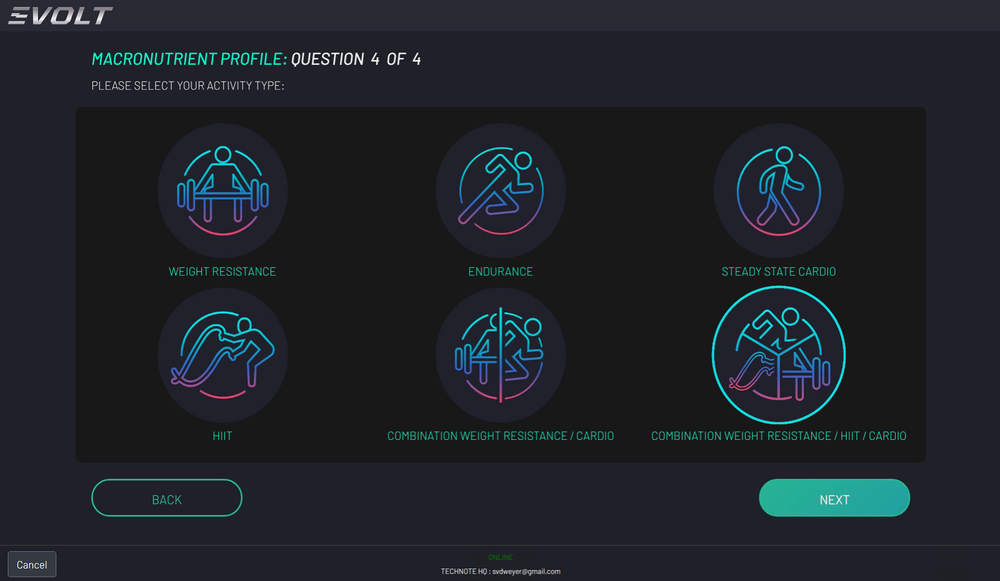 EVOLT
MACRONUTRIENT PROFILE: QUESTION 4 OF 4
PLEASE SELECT YOUR ACTIVITY TYPE:
WEIGHT RESISTANCE
ENDURANCE
STEADY STATE CARDIO
HIIT
COMBINATION WEIGHT RESISTANCE / CARDIO
COMBINATION WEIGHT RESISTANCE / HIIT / CARDIO
BACK
NEXT
Cancel
ONLINE
TECHNOTE HQ : svdweyer@gmail.com